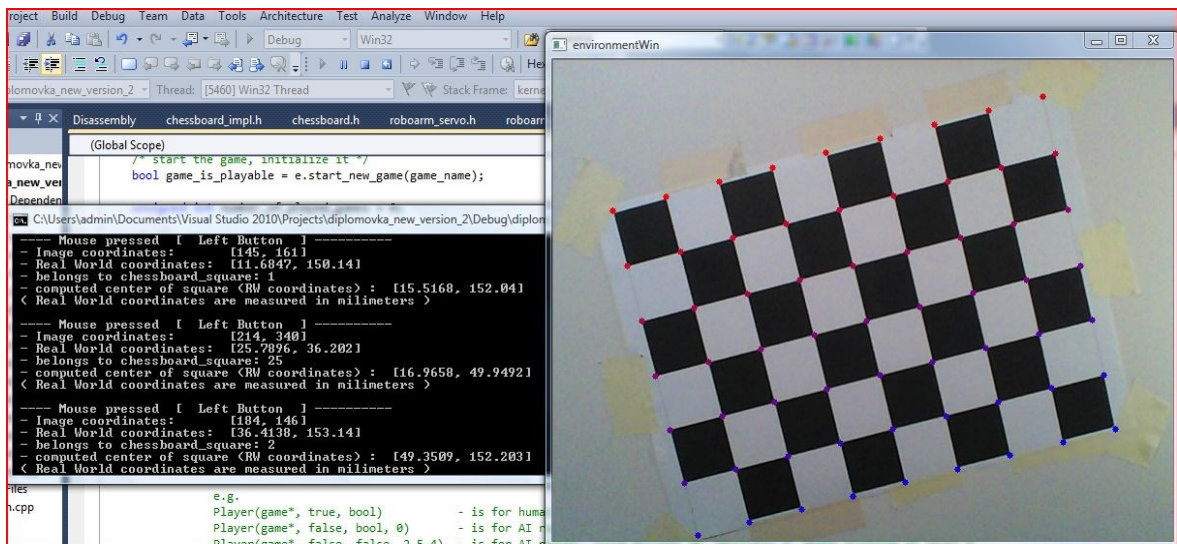 roject Build Debug Team Data Tools Architecture Test Analyze Window Help
Debug Win32
Hex
plomovka_new_version_2 Thread: [5460] Win32 Thread Stack Frame: kerne
environmentWin
Disassembly chessboard_impl.h chessboard.h roboarm_servo.h roboarr
(Global Scope)
movka_nev
a_new_ver
Dependen
/* start the game, initialize it */
bool game_is_playable = e.start_new_game(game_name);
C:\Users\admin\Documents\Visual Studio 2010\Projects\diplomovka_new_version_2\Debug\diplom
---- Mouse pressed [ Left Button ] ----------
- Image coordinates: [145, 161]
- Real World coordinates: [11.6847, 150.14]
- belongs to chessboard_square: 1
- computed center of square (RW coordinates) : [15.5168, 152.04]
( Real World coordinates are measured in milimeters )
---- Mouse pressed [ Left Button ] ----------
- Image coordinates: [214, 340]
- Real World coordinates: [25.7896, 36.202]
- belongs to chessboard_square: 25
- computed center of square (RW coordinates) : [16.9658, 49.9492]
( Real World coordinates are measured in milimeters )
---- Mouse pressed [ Left Button ] ----------
- Image coordinates: [184, 146]
- Real World coordinates: [36.4138, 153.14]
- belongs to chessboard_square: 2
- computed center of square (RW coordinates) : [49.3509, 152.203]
( Real World coordinates are measured in milimeters )
Files
n.cpp
e.g.
Player(game*, true, bool) - is for huma
Player(game*, false, bool, 0) - is for AI